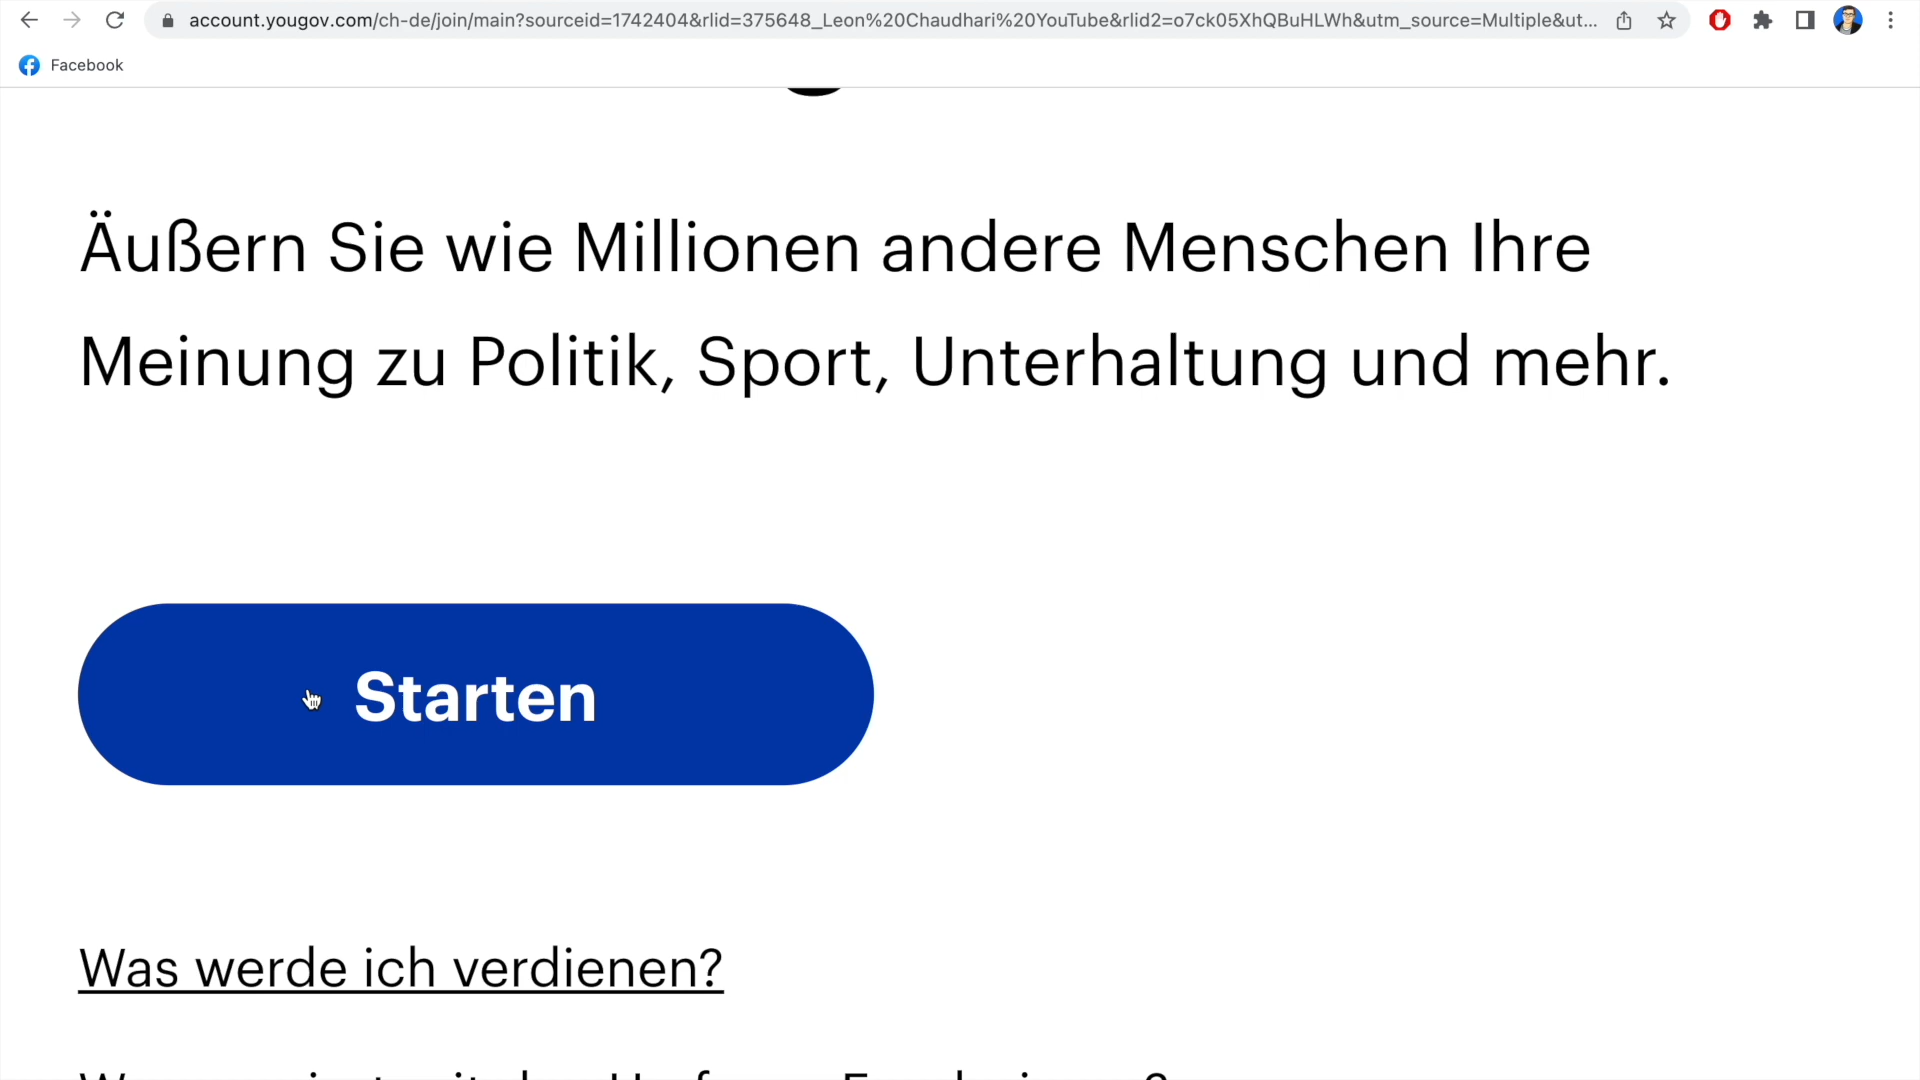 account.yougov.com/ch-de/join/main?sourceid=1742404&rlid=375648_Leon%20Chaudhari%20YouTube&rlid2=o7ck05XhQBuHLWh&utm_source=Multiple&ut...
Facebook
Äußern Sie wie Millionen andere Menschen Ihre
Meinung zu Politik, Sport, Unterhaltung und mehr.
Starten
Was werde ich verdienen?